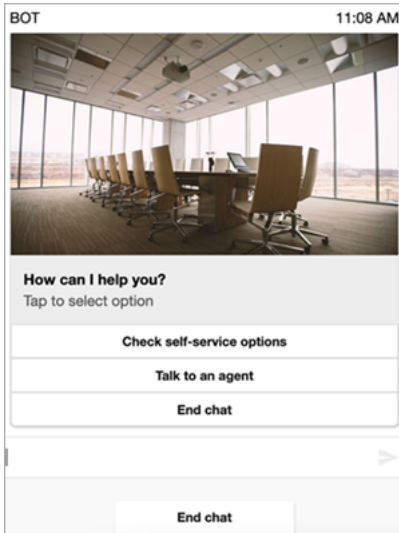 BOT 11:08 AM
How can I help you?
Tap to select option
Check self-service options
Talk to an agent
End chat
End chat